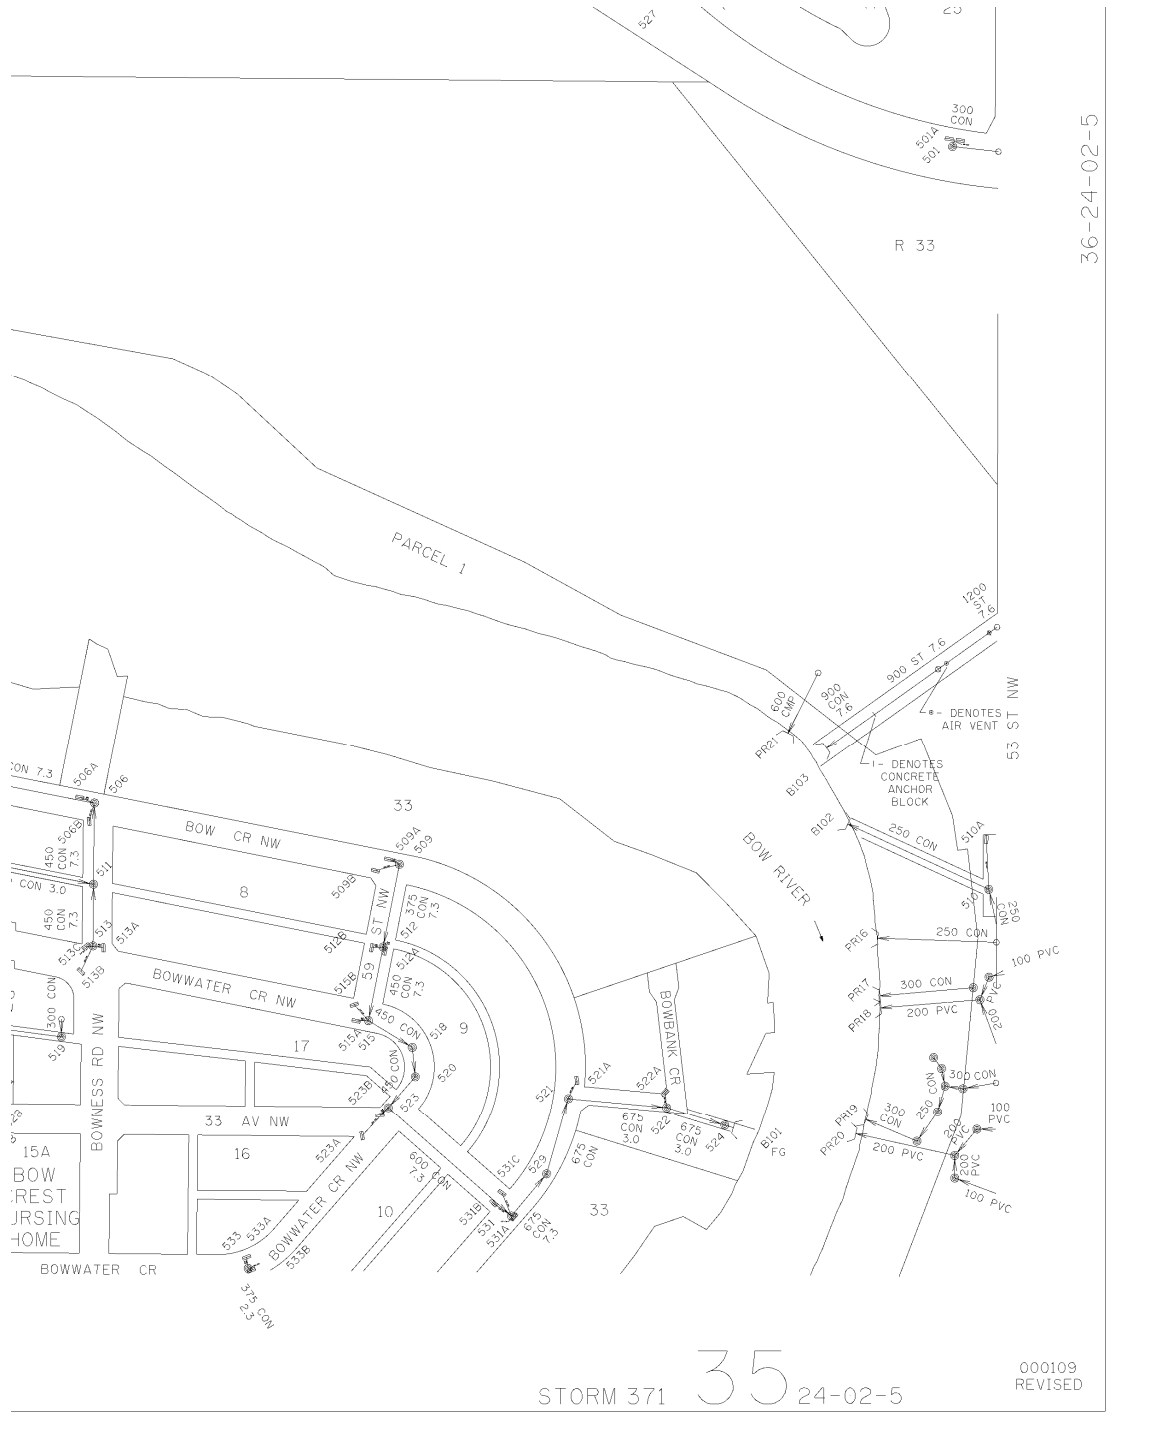 527
25
300
CON
501A
501
36-24-02-5
R 33
PARCEL 1
1200
ST
7.6
900 ST 7.6
600
CMP
900
CON
7.6
PR21
DENOTES
AIR VENT
53 ST NW
DENOTES
CONCRETE
ANCHOR
BLOCK
B103
B102
250 CON
510A
510
250
CON
BOW RIVER
CON 7.3
506A
506
506B
33
BOW CR NW
509A
509
509B
450
CON
7.3
511
CON 3.0
8
ST NW
59
375
CON
7.3
450
CON
7.3
513
513A
513C
513B
512B
512
512A
515B
PR16
250 CON
100 PVC
PR17
300 CON
PR18
200 PVC
200
PVC
BOWWATER CR NW
450 CON
518
515A
515
9
300 CON
519
BOWNESS RD NW
17
450 CON
520
523B
523
BOWBANK CR
521A
521
522A
522
675
CON
3.0
675
CON
3.0
524
B101
FG
300 CON
250 CON
PR19
300
CON
PR20
200 PVC
200
PVC
100
PVC
200
PVC
100 PVC
33 AV NW
523A
15A
16
BOW
CREST
URSING
HOME
600 CON
7.3
531C
529
675
CON
531B
531
531A
675
CON
7.3
33
10
BOWWATER CR NW
533
533A
533B
BOWWATER CR
375 CON
2.3
STORM 371
35
24-02-5
000109
REVISED